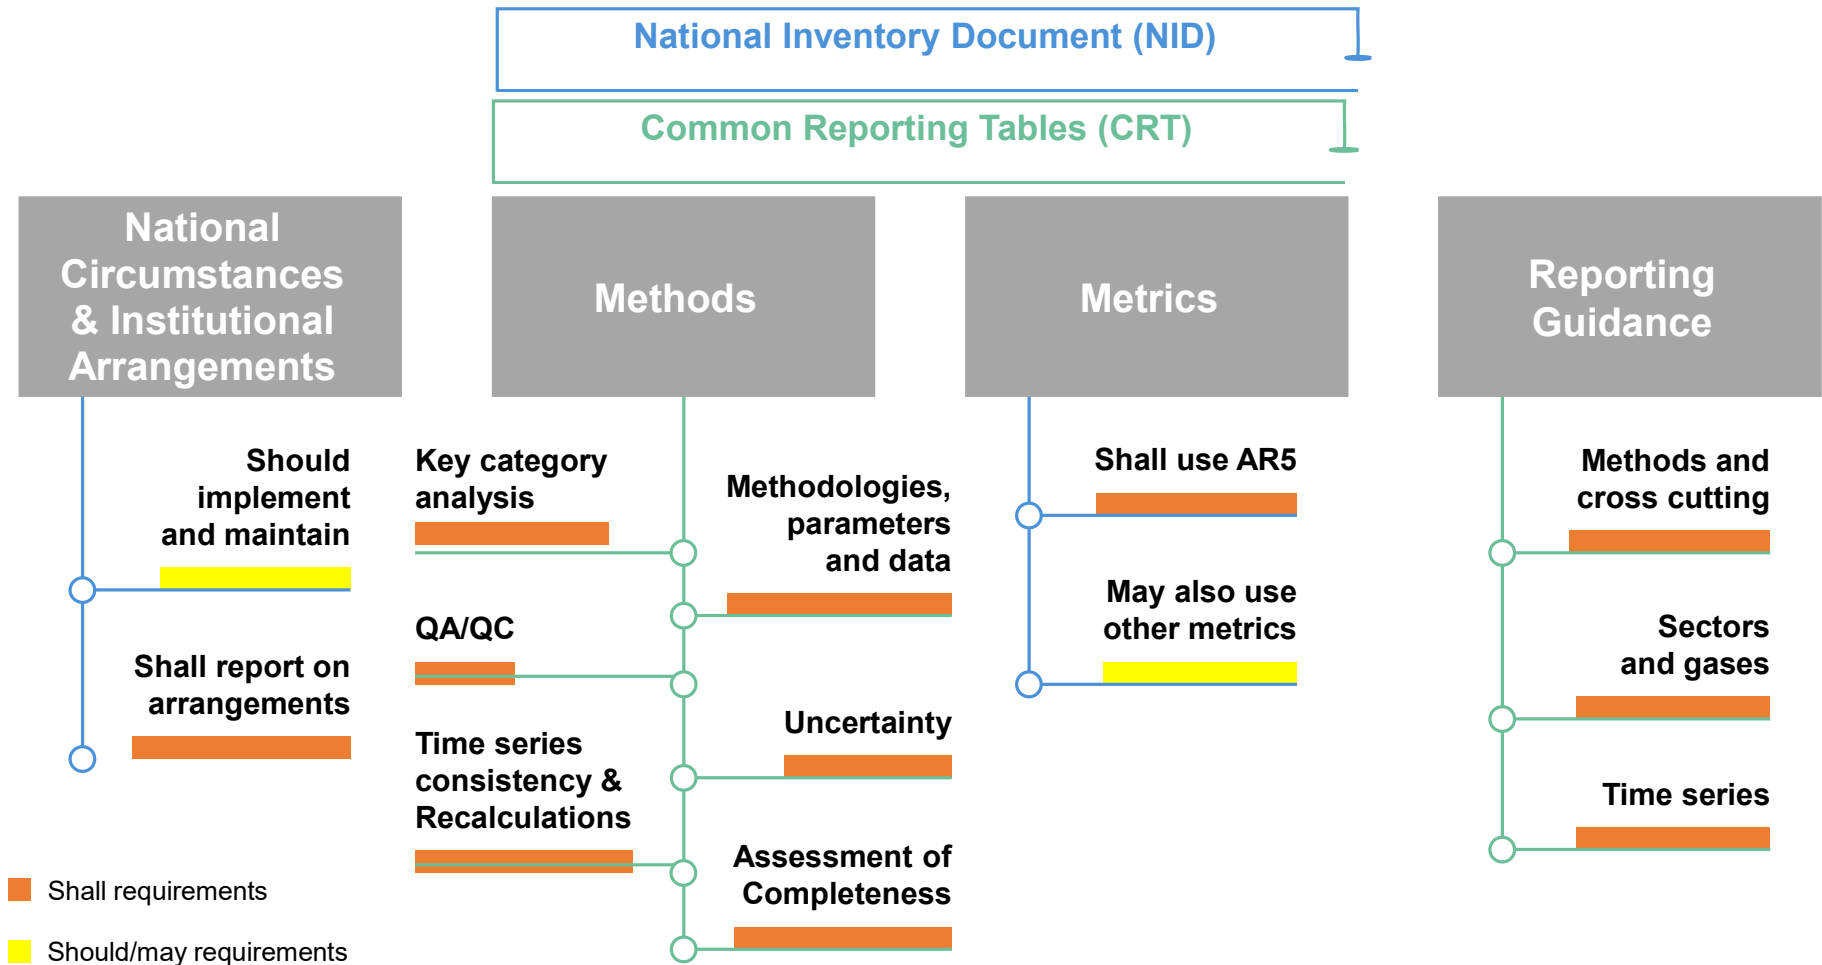 National Inventory Document (NID)
Common Reporting Tables (CRT)
National
Circumstances
& Institutional
Arrangements
Should
implement
and maintain
Shall report on
arrangements
Methods
Key category
analysis
Methodologies,
parameters
and data
QA/QC
Uncertainty
Time series
consistency &
Recalculations
Assessment of
Completeness
Metrics
Shall use AR5
May also use
other metrics
Reporting
Guidance
Methods and
cross cutting
Sectors
and gases
Time series
Shall requirements
Should/may requirements